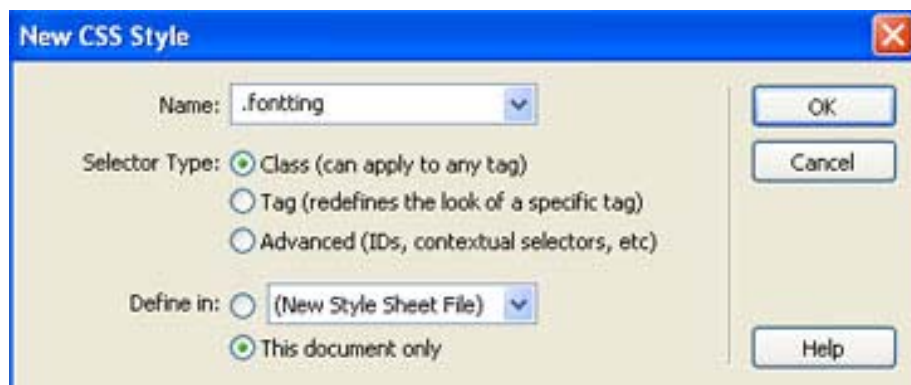 New CSS Style
Name: .fontting
OK
Selector Type: Class (can apply to any tag)
Cancel
Tag (redefines the look of a specific tag)
Advanced (IDs, contextual selectors, etc)
Define in: (New Style Sheet File)
This document only
Help